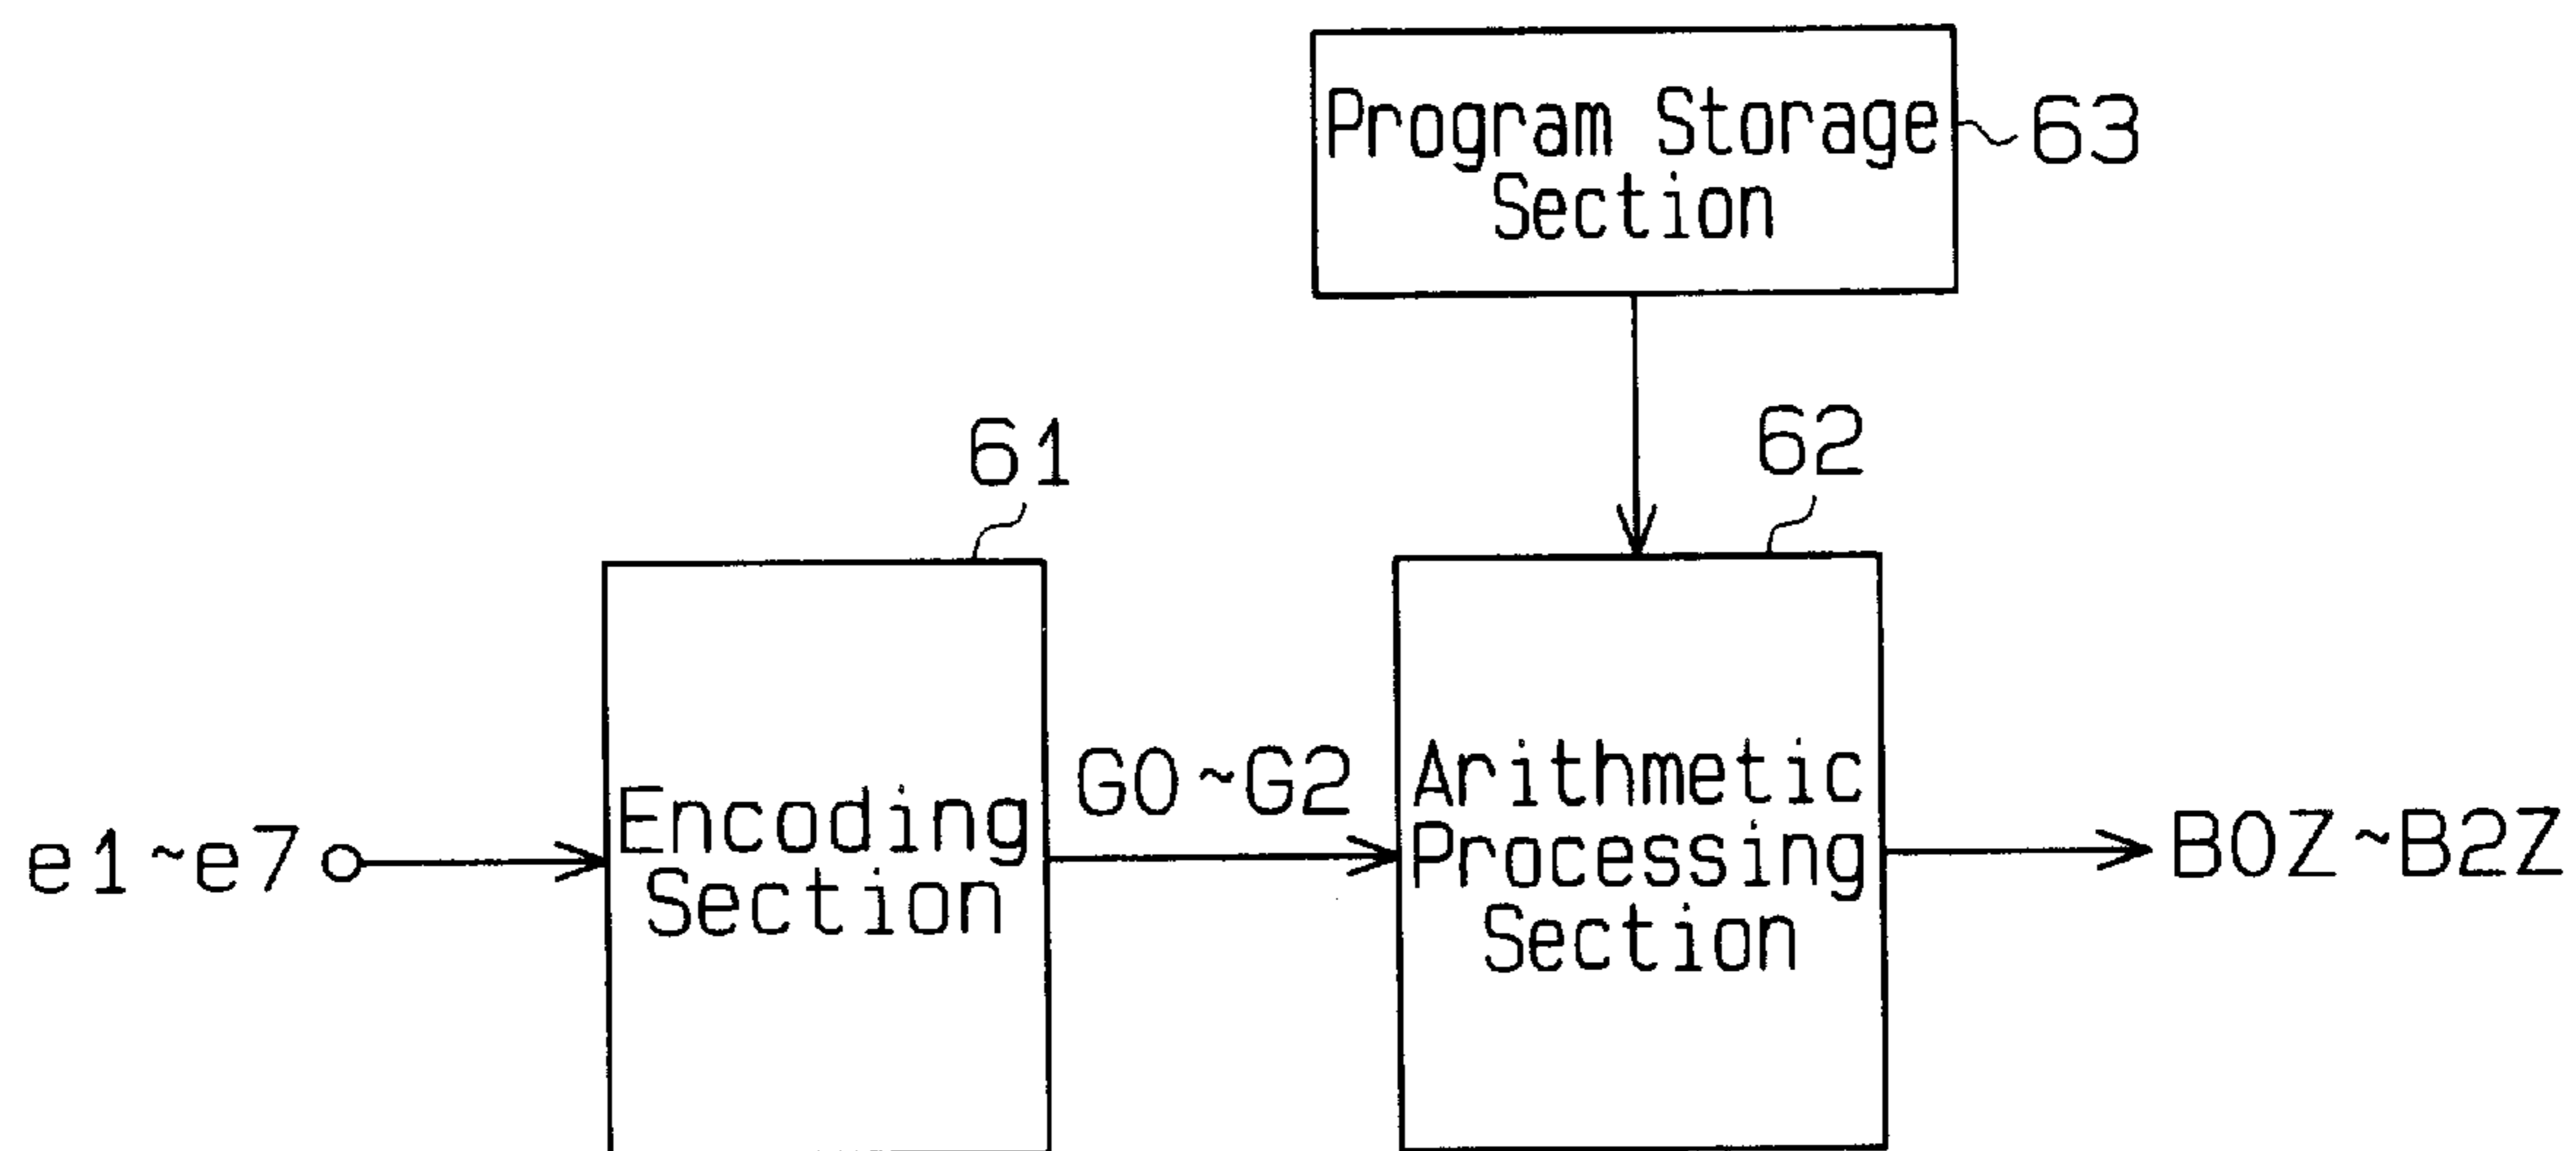 Program Storage
Section
63
61
62
e1~e7
Encoding
Section
G0~G2
Arithmetic
Processing
Section
B0Z~B2Z